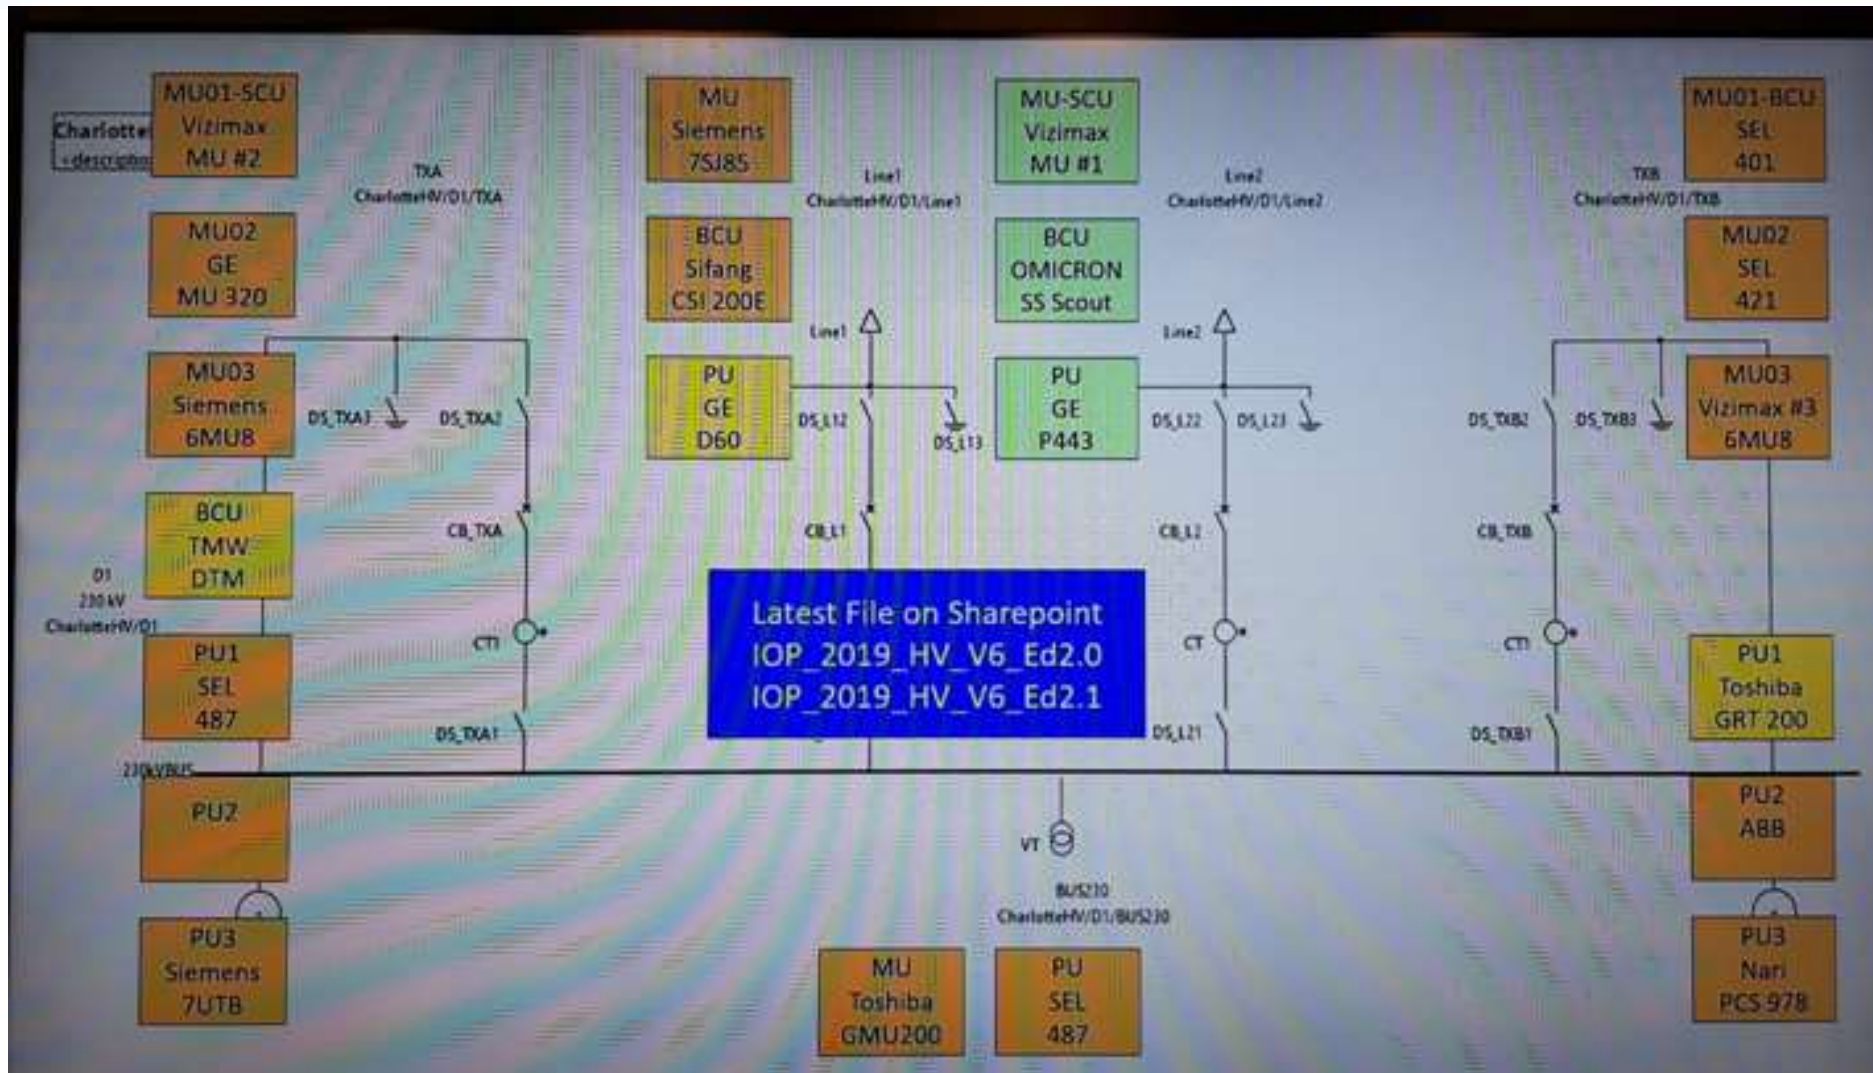 MU01-SCU
Vizimax
MU #2
Charlotte
<descriptio
TXA
CharlotteHV/D1/TXA
MU
Siemens
7SJ85
Line1
CharlotteHV/D1/Line1
MU-SCU
Vizimax
MU #1
Line2
CharlotteHV/D1/Line2
TXB
CharlotteHV/D1/TXB
MU01-BCU
SEL
401
MU02
GE
MU 320
BCU
Sifang
CSI 200E
BCU
OMICRON
SS Scout
MU02
SEL
421
Line1
Line2
MU03
Siemens
6MU8
DS_TXA3
DS_TXA2
PU
GE
D60
DS_L12
DS_L13
PU
GE
P443
DS_L22
DS_L23
DS_TXB2
DS_TXB3
MU03
Vizimax #3
6MU8
BCU
TMW
DTM
CB_TXA
CB_L1
CB_L2
CB_TXB
D1
230 kV
CharlotteHV/D1
PU1
SEL
487
CTI
Latest File on Sharepoint
IOP_2019_HV_V6_Ed2.0
IOP_2019_HV_V6_Ed2.1
CT
CTI
PU1
Toshiba
GRT 200
DS_TXA1
DS_L21
DS_TXB1
230kVBUS
PU2
VT
PU2
ABB
BUS230
CharlotteHV/D1/BUS230
PU3
Siemens
7UT8
MU
Toshiba
GMU200
PU
SEL
487
PU3
Nari
PCS 978